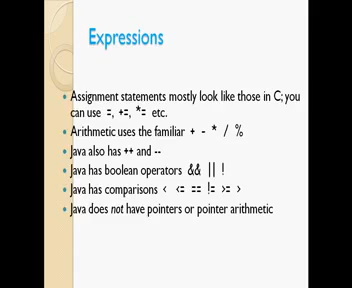 Expressions
Assignment statements mostly look like those in C; you
can use =, +=, *= etc.
Arithmetic uses the familiar + - * / %
Java also has ++ and --
Java has boolean operators && || !
Java has comparisons < <= == != >= >
Java does not have pointers or pointer arithmetic